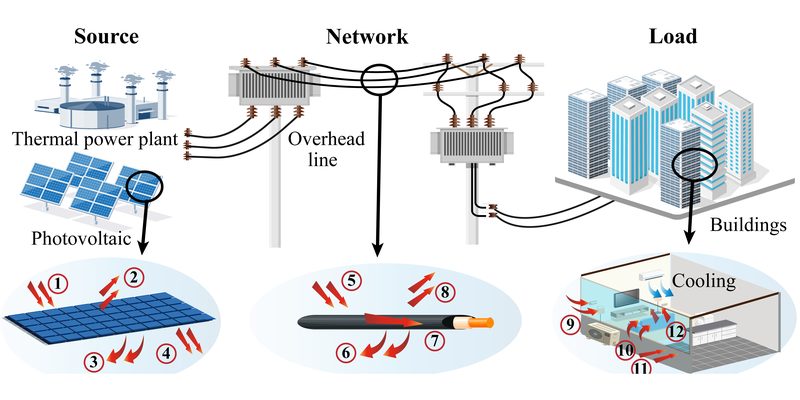 Source
Network
Load
Thermal power plant
Overhead
line
Photovoltaic
Buildings
1
2
3
4
5
6
7
8
Cooling
9
10
11
12